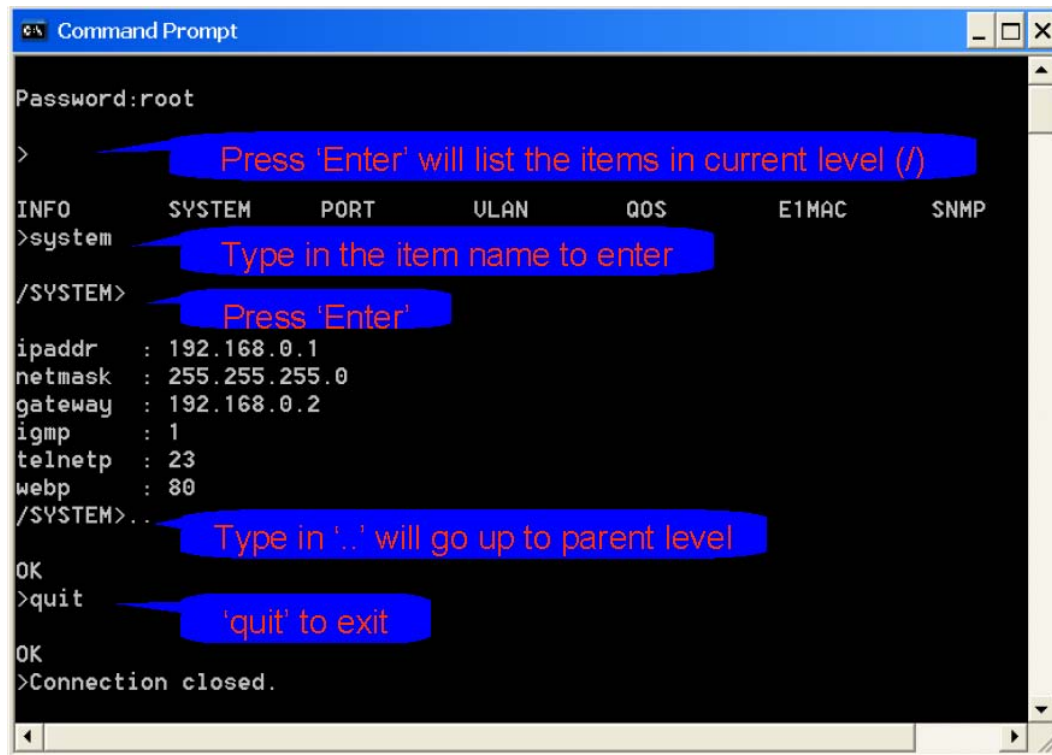 Command Prompt
Password:root
>
Press ‘Enter’ will list the items in current level (/)
INFO SYSTEM PORT VLAN QOS E1MAC SNMP
>system
Type in the item name to enter
/SYSTEM>
Press ‘Enter’
ipaddr : 192.168.0.1
netmask : 255.255.255.0
gateway : 192.168.0.2
igmp : 1
telnetp : 23
webp : 80
/SYSTEM>..
Type in ‘..’ will go up to parent level
OK
>quit
‘quit’ to exit
OK
>Connection closed.